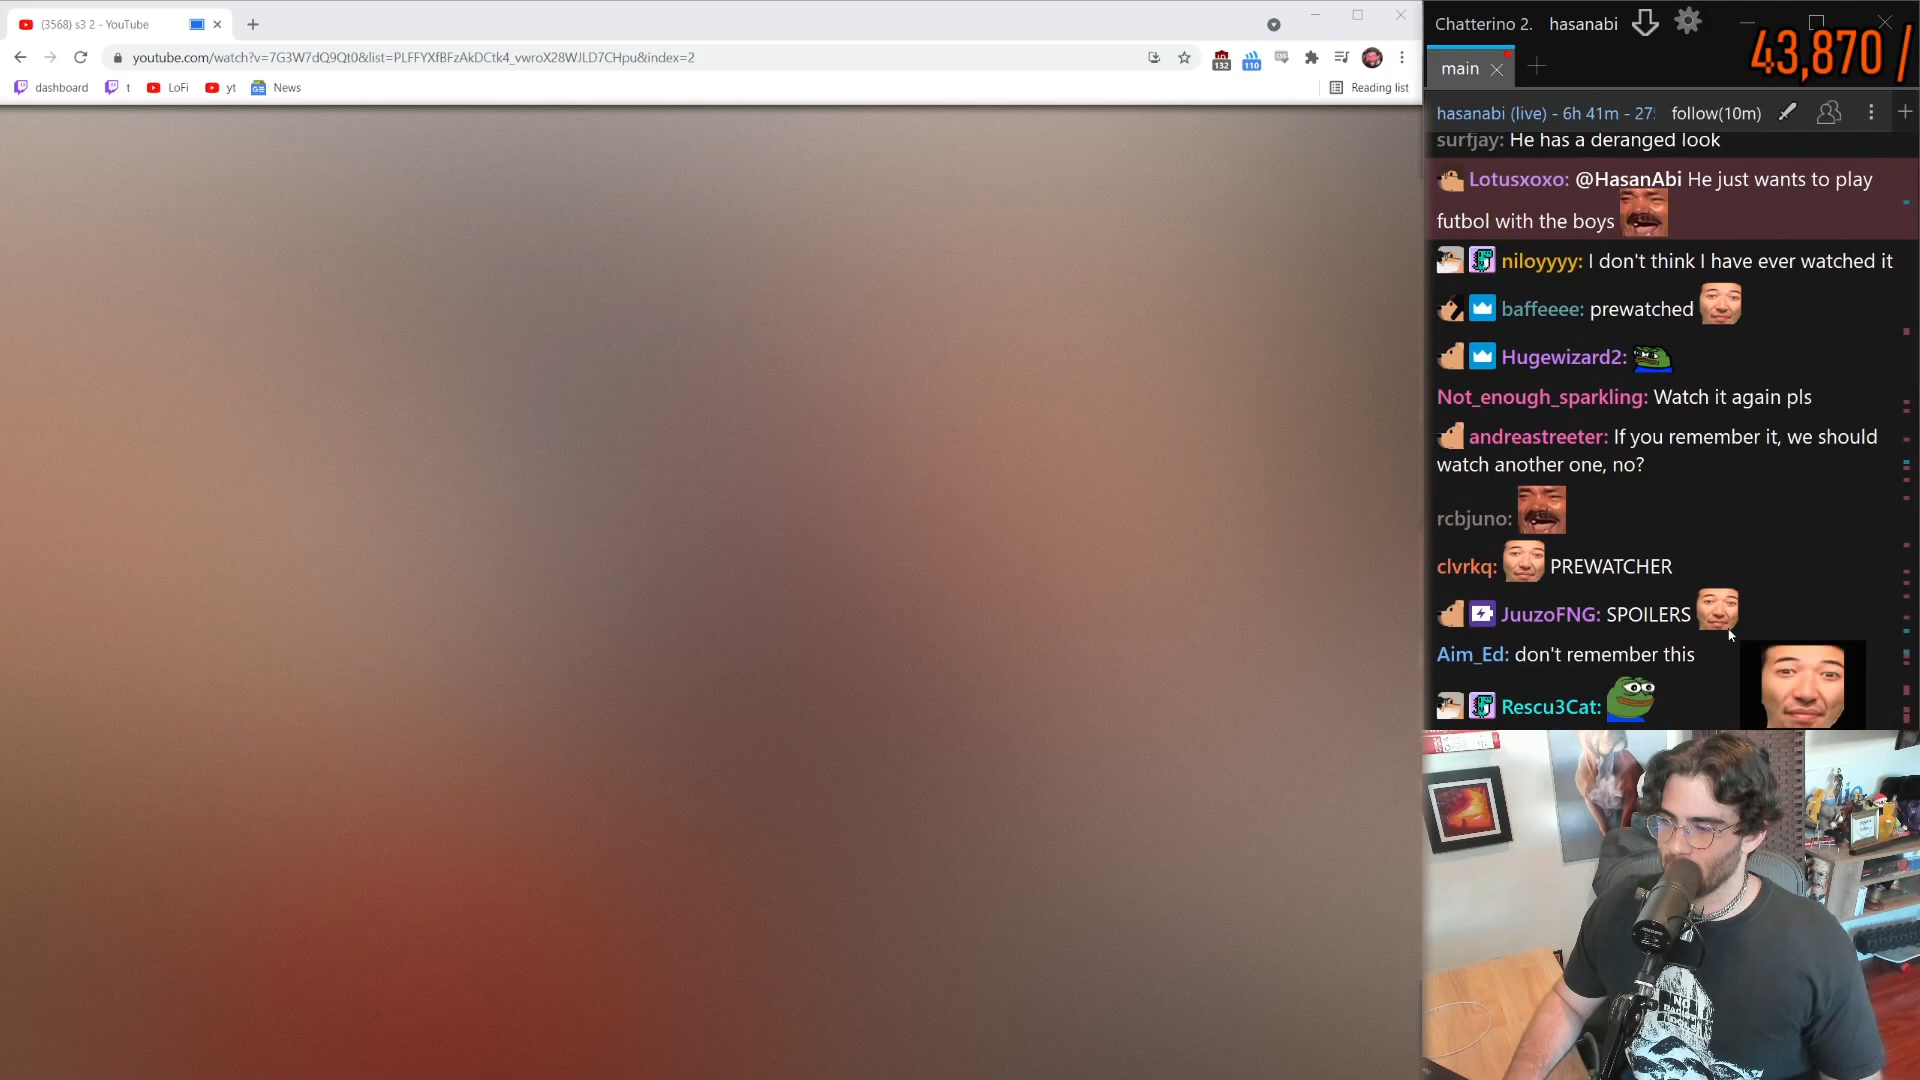 (3568) s3 2 - YouTube
youtube.com/watch?v=7G3W7dQ9Qt0&list=PLFFYXfBFzAkDCtk4_vwroX28WJLD7CHpu&index=2
132
110
dashboard
t
LoFi
yt
News
Reading list
Chatterino 2.
hasanabi
43,870 /
main
hasanabi (live) - 6h 41m - 27
follow(10m)
surfjay: He has a deranged look
Lotusxoxo: @HasanAbi He just wants to play
futbol with the boys
niloyyyy: I don't think I have ever watched it
baffeeee: prewatched
Hugewizard2:
Not_enough_sparkling: Watch it again pls
andreastreeter: If you remember it, we should
watch another one, no?
rcbjuno:
clvrkq: PREWATCHER
JuuzoFNG: SPOILERS
Aim_Ed: don't remember this
Rescu3Cat:
NO